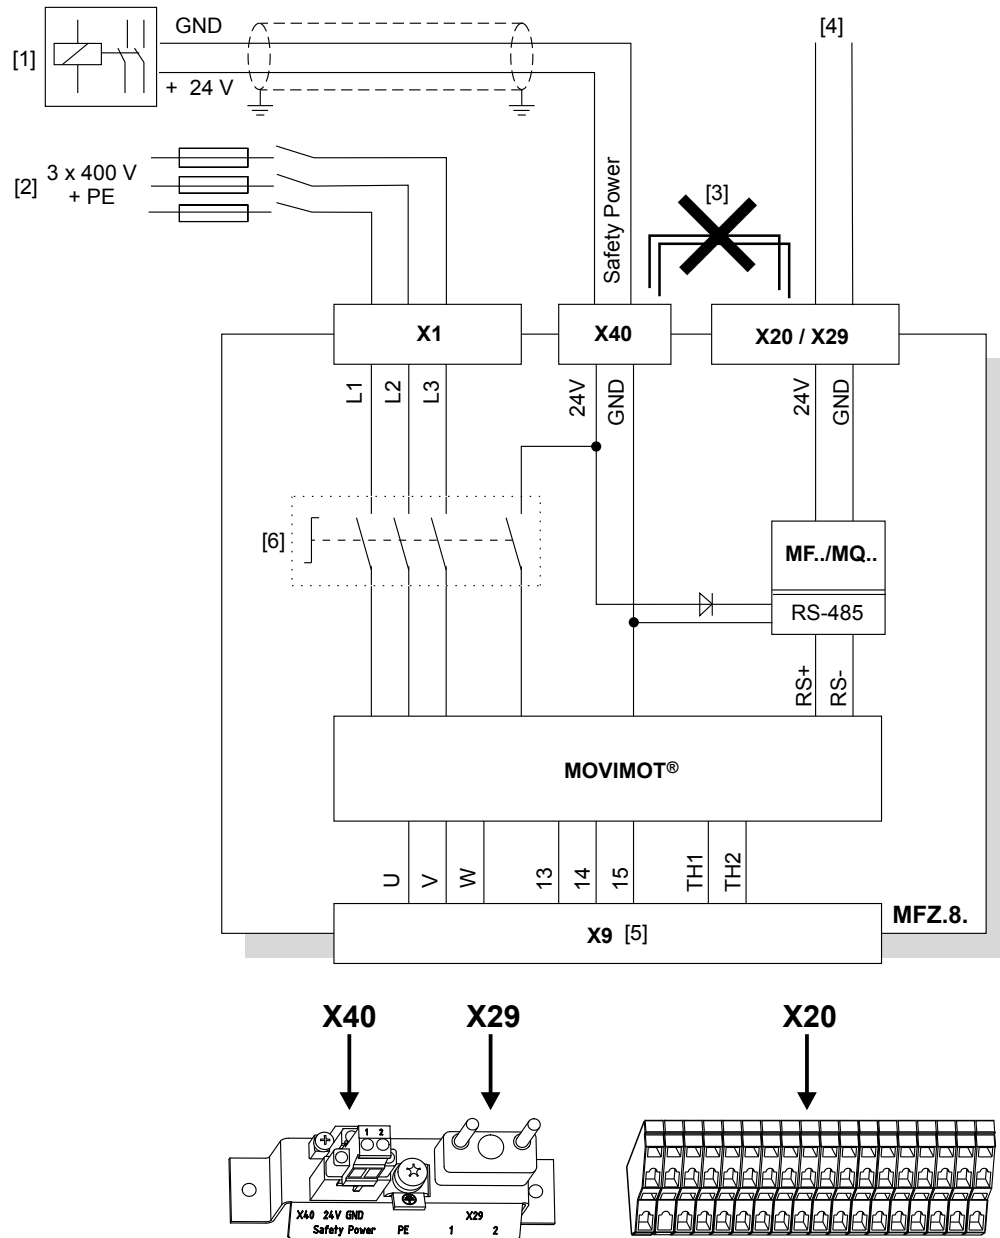 GND
[1]
[4]
+ 24 V
[2]
3 x 400 V
+ PE
Safety Power
[3]
X1
X40
X20 / X29
L1
L2
L3
24V
GND
24V
GND
[6]
MF../MQ..
RS-485
RS+
RS-
MOVIMOT®
U
V
W
13
14
15
TH1
TH2
X9 [5]
MFZ.8.
X40
X29
X20
1 2
X40 24V GND
X29
Safety Power PE 1 2